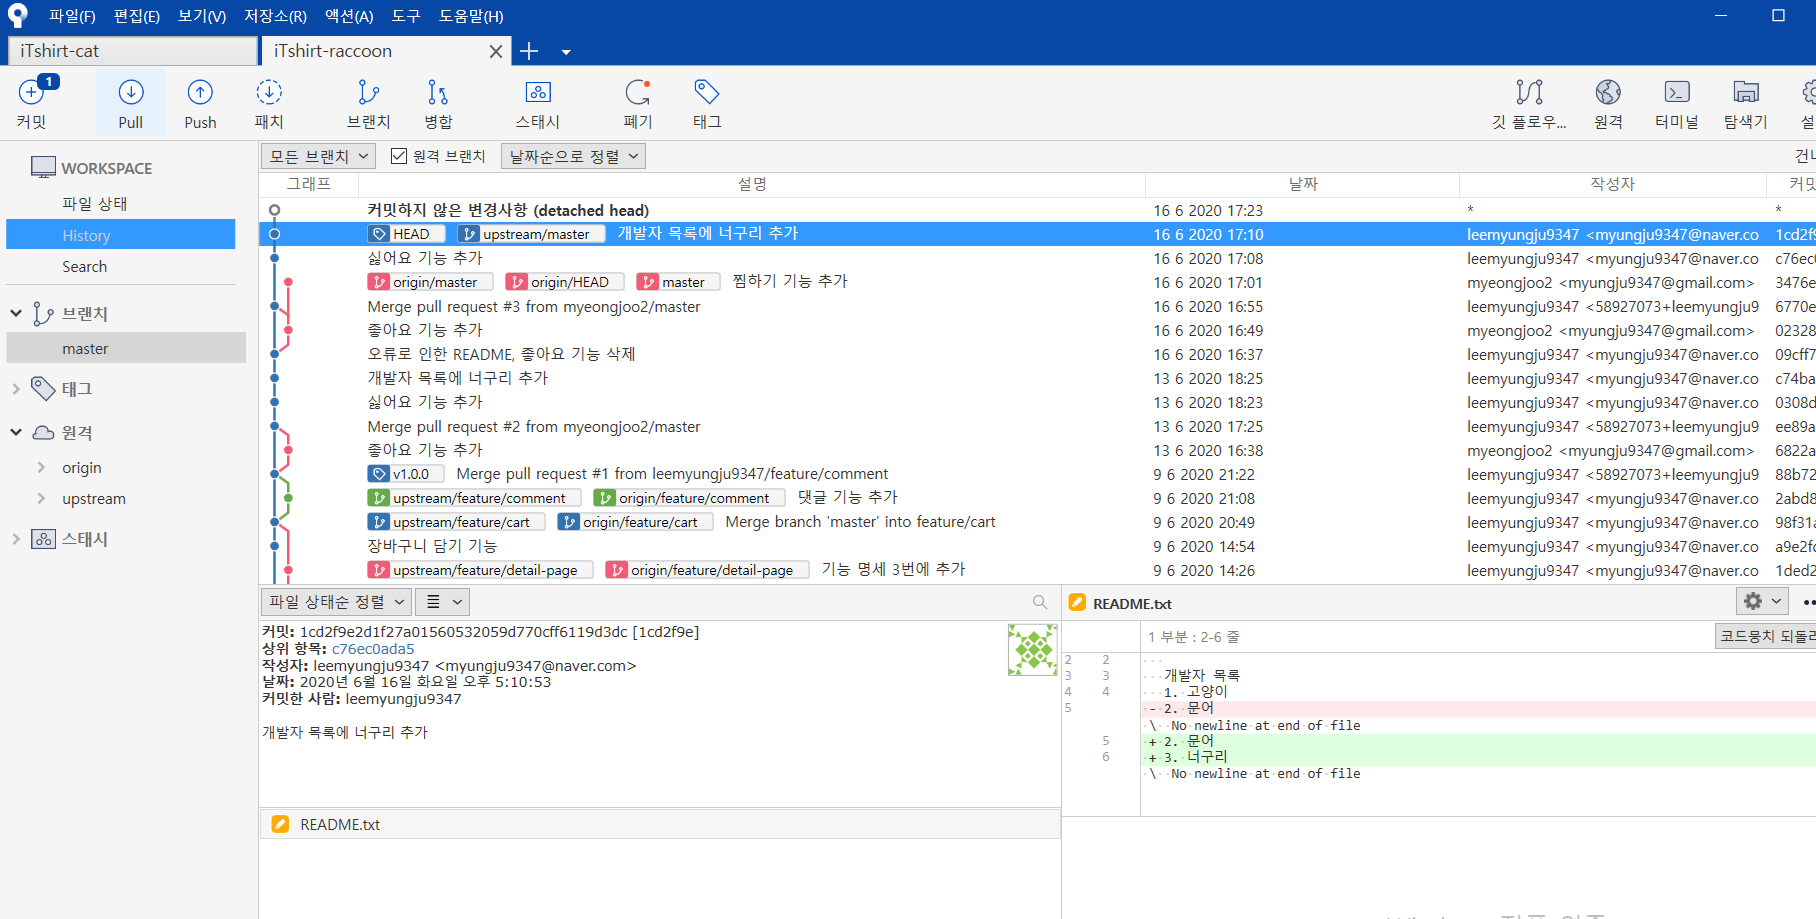 파일(F) 편집(E) 보기(V) 저장소(R) 액션(A) 도구 도움말(H)
iTshirt-cat iTshirt-raccoon
1
커밋 Pull Push 패치 브랜치 병합 스태시 폐기 태그 깃 플로우... 원격 터미널 탐색기
WORKSPACE
파일 상태
History
Search
브랜치
master
태그
원격
origin
upstream
스태시
모든 브랜치 원격 브랜치 날짜순으로 정렬
그래프 설명 날짜 작성자 커밋
커밋하지 않은 변경사항 (detached head) 16 6 2020 17:23 * *
HEAD upstream/master 개발자 목록에 너구리 추가 16 6 2020 17:10 leemyungju9347 <myungju9347@naver.co 1cd2f9
싫어요 기능 추가 16 6 2020 17:08 leemyungju9347 <myungju9347@naver.co c76ec
origin/master origin/HEAD master 찜하기 기능 추가 16 6 2020 17:01 myeongjoo2 <myungju9347@gmail.com> 3476e
Merge pull request #3 from myeongjoo2/master 16 6 2020 16:55 leemyungju9347 <58927073+leemyungju9 6770e
좋아요 기능 추가 16 6 2020 16:49 myeongjoo2 <myungju9347@gmail.com> 02328
오류로 인한 README, 좋아요 기능 삭제 16 6 2020 16:37 leemyungju9347 <myungju9347@naver.co 09cff7
개발자 목록에 너구리 추가 13 6 2020 18:25 leemyungju9347 <myungju9347@naver.co c74ba
싫어요 기능 추가 13 6 2020 18:23 leemyungju9347 <myungju9347@naver.co 0308d
Merge pull request #2 from myeongjoo2/master 13 6 2020 17:25 leemyungju9347 <58927073+leemyungju9 ee89a
좋아요 기능 추가 13 6 2020 16:38 myeongjoo2 <myungju9347@gmail.com> 6822a
v1.0.0 Merge pull request #1 from leemyungju9347/feature/comment 9 6 2020 21:22 leemyungju9347 <58927073+leemyungju9 88b72
upstream/feature/comment origin/feature/comment 댓글 기능 추가 9 6 2020 21:08 leemyungju9347 <myungju9347@naver.co 2abd8
upstream/feature/cart origin/feature/cart Merge branch 'master' into feature/cart 9 6 2020 20:49 leemyungju9347 <myungju9347@naver.co 98f31
장바구니 담기 기능 9 6 2020 14:54 leemyungju9347 <myungju9347@naver.co a9e2f
upstream/feature/detail-page origin/feature/detail-page 기능 명세 3번에 추가 9 6 2020 14:26 leemyungju9347 <myungju9347@naver.co 1ded2
파일 상태순 정렬
커밋: 1cd2f9e2d1f27a01560532059d770cff6119d3dc [1cd2f9e]
상위 항목: c76ec0ada5
작성자: leemyungju9347 <myungju9347@naver.com>
날짜: 2020년 6월 16일 화요일 오후 5:10:53
커밋한 사람: leemyungju9347
개발자 목록에 너구리 추가
README.txt
README.txt
1 부분 : 2-6 줄 코드뭉치 되돌리
2 2
3 3 개발자 목록
4 4 1. 고양이
5 - 2. 문어
\ No newline at end of file
5 + 2. 문어
6 + 3. 너구리
\ No newline at end of file